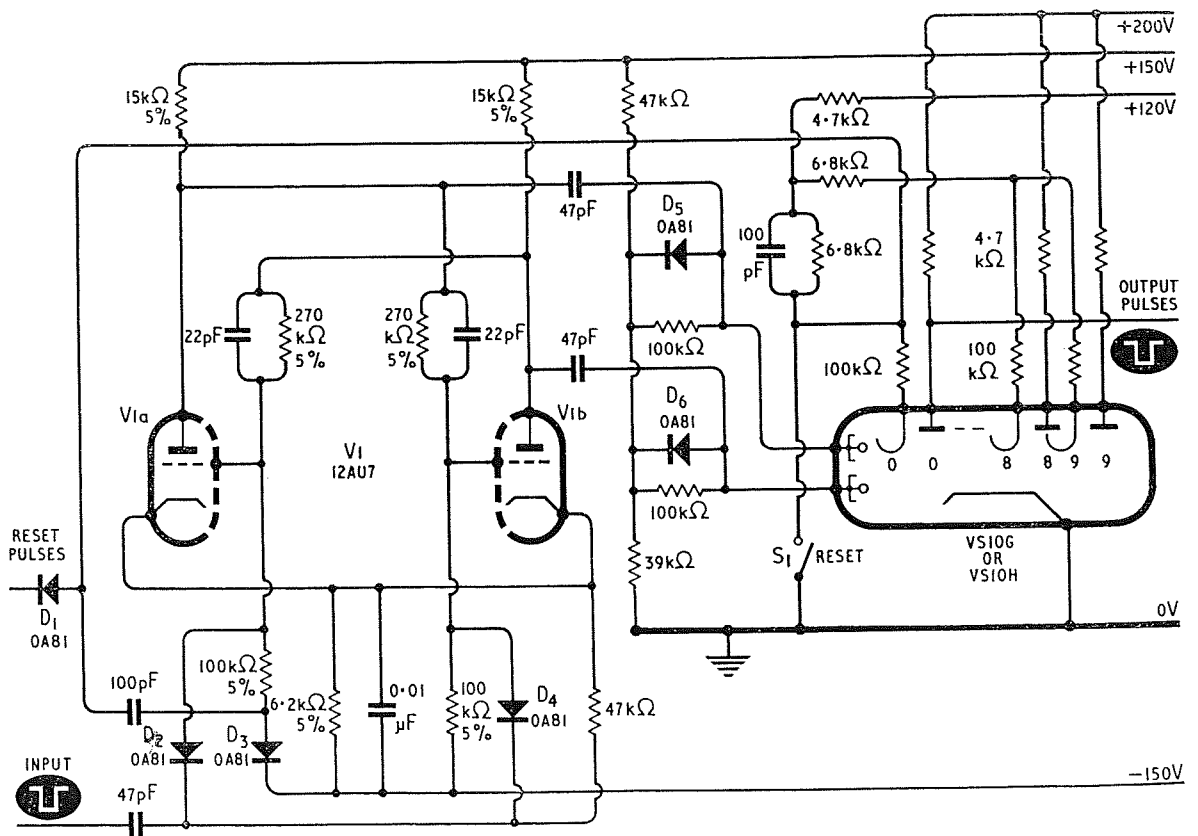 +200V
+150V
+120V
15kΩ
5%
15kΩ
5%
47kΩ
4·7kΩ
6·8kΩ
47pF
D5
OA81
100
pF
6·8kΩ
4·7
kΩ
OUTPUT
PULSES
22pF
270
kΩ
5%
270
kΩ
5%
22pF
47pF
100kΩ
100kΩ
100
kΩ
V1a
V1
12AU7
V1b
D6
OA81
0
0
8
8
9
9
100kΩ
RESET
PULSES
D1
OA81
39kΩ
S1
RESET
VS10G
OR
VS10H
0V
100pF
100kΩ
5%
6·2kΩ
5%
0·01
µF
100
kΩ
5%
D4
OA81
47kΩ
D2
OA81
D3
OA81
INPUT
47pF
−150V